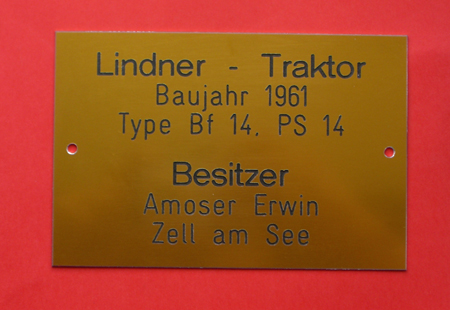 Lindner - Traktor
Baujahr 1961
Type Bf 14, PS 14
Besitzer
Amoser Erwin
Zell am See